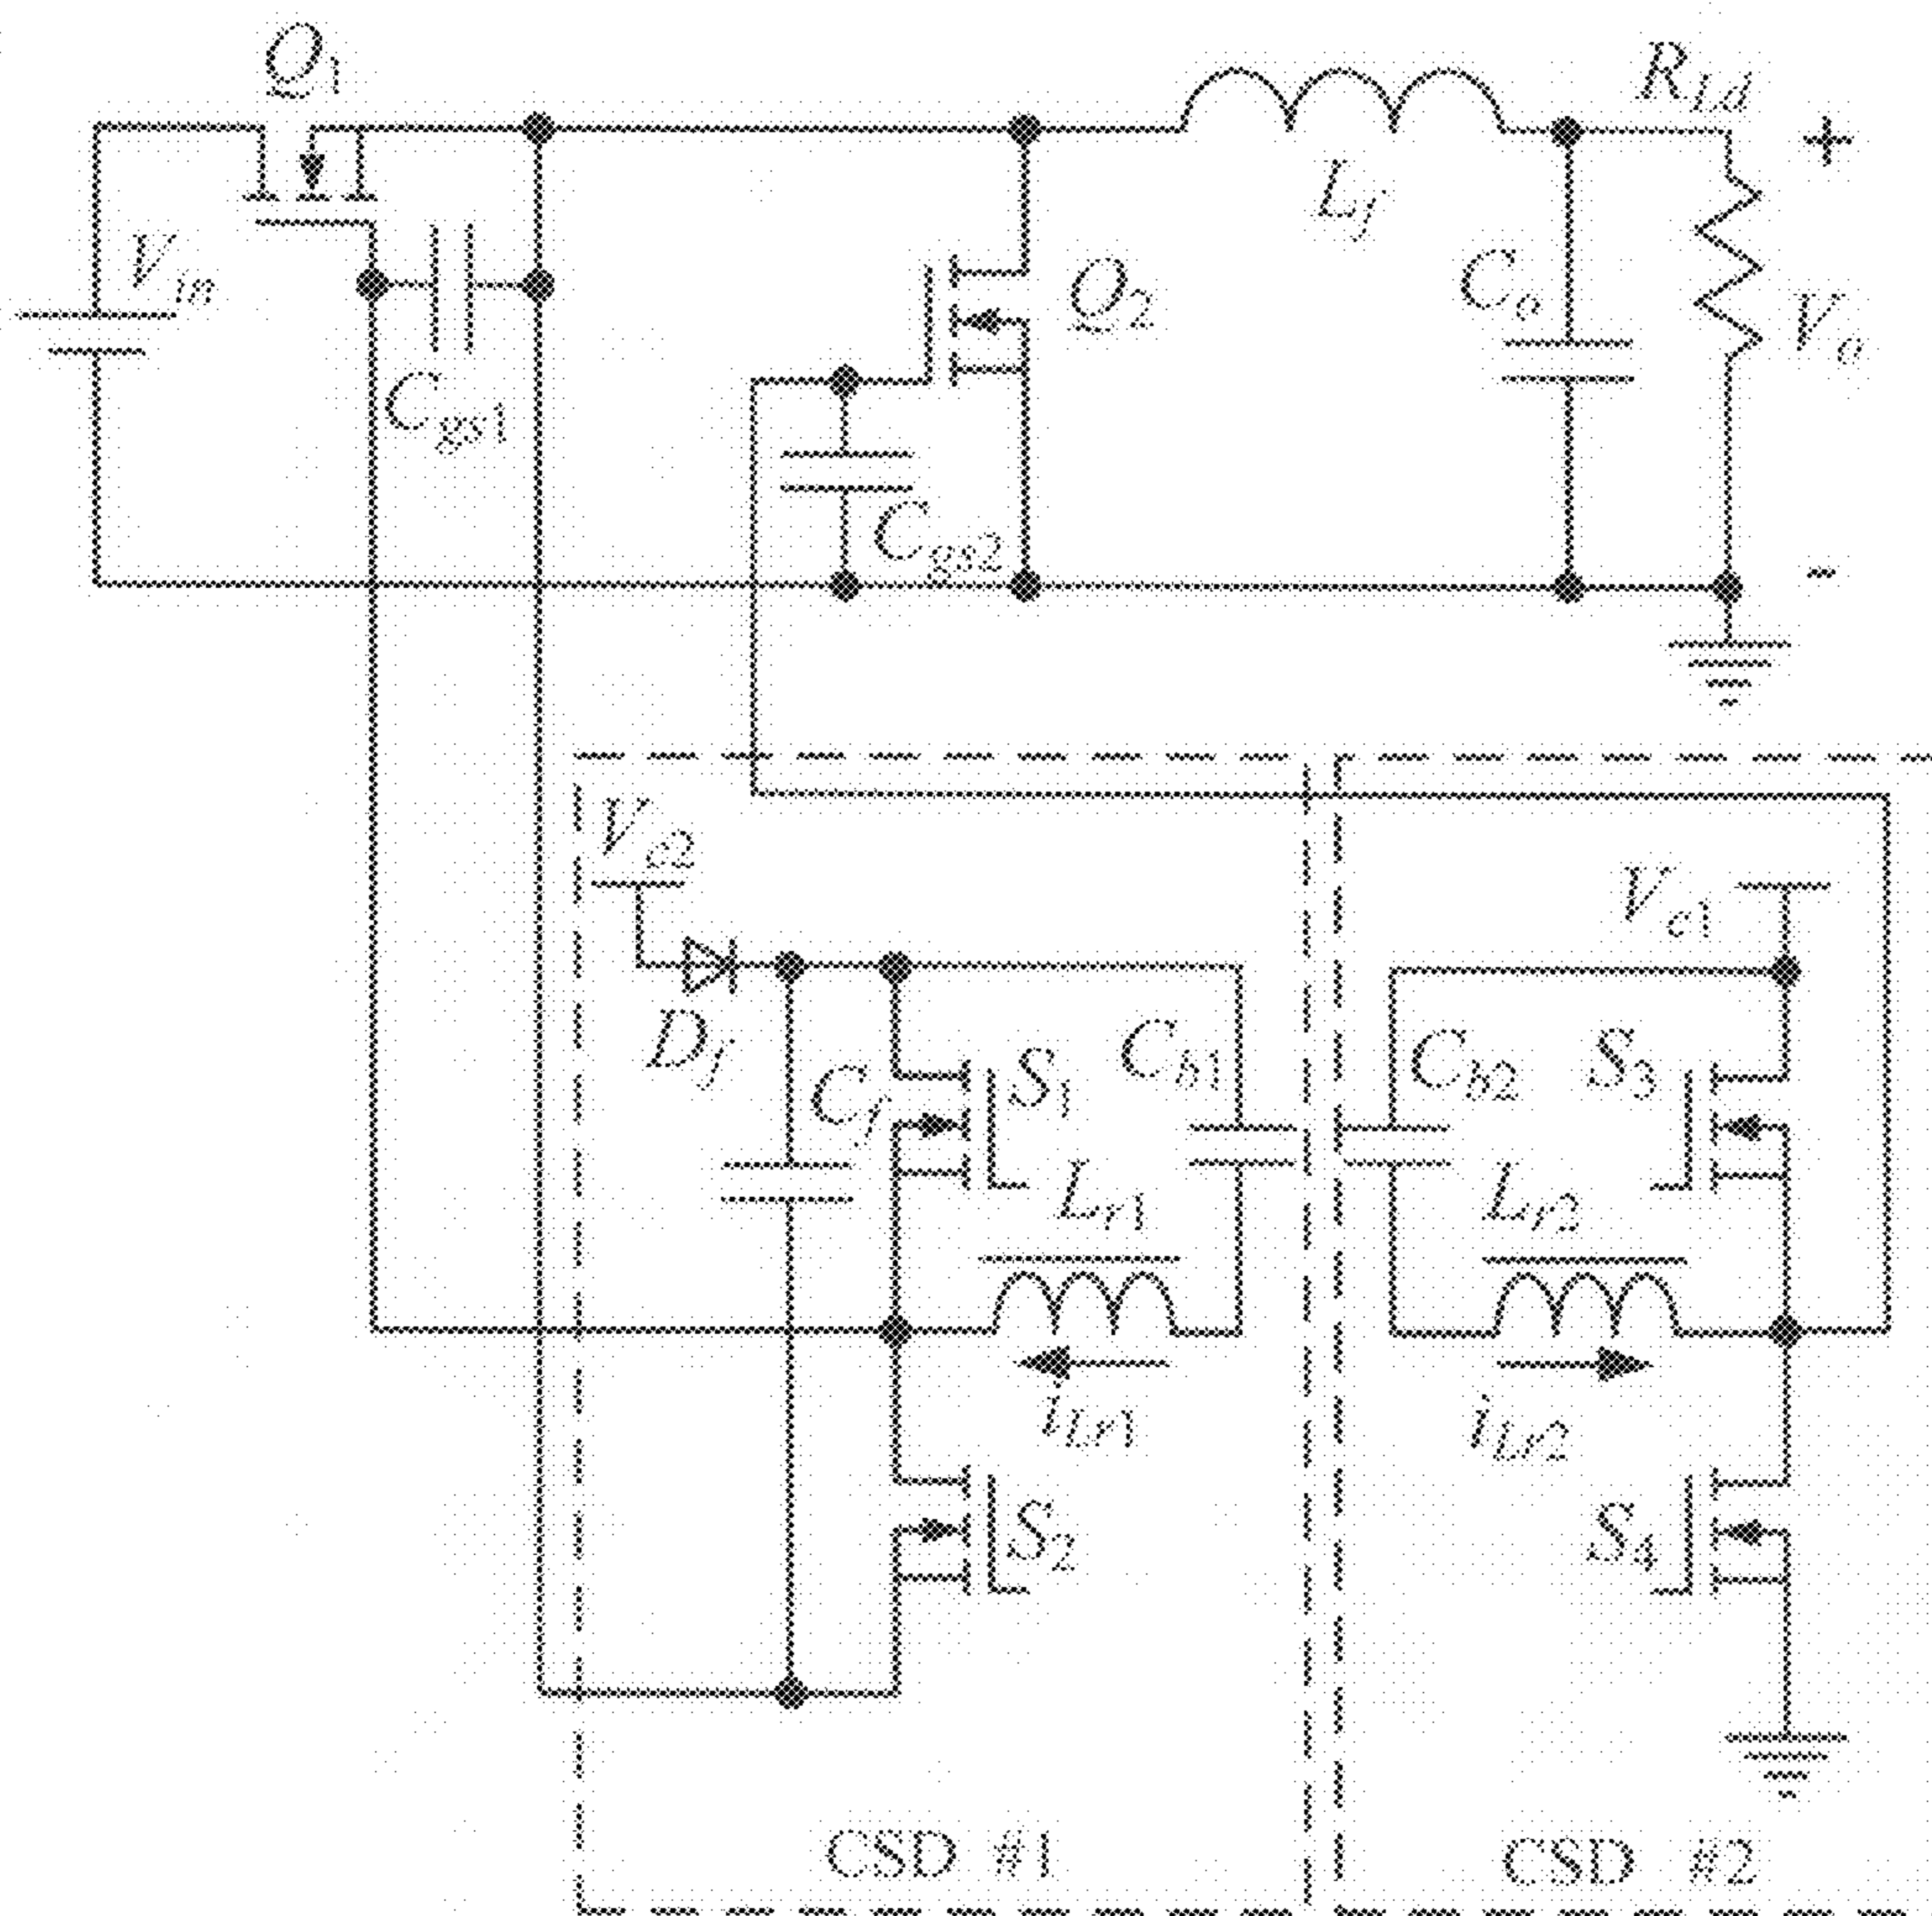 Q1
RLd
+
Vin
Lf
Q2
Co
Vo
Cgs1
Cgs2
-
Vc2
Vc1
Df
Cf
S1
Cb1
Cb2
S3
Lr1
Lr2
iLr1
iLr2
S2
S4
CSD #1
CSD #2